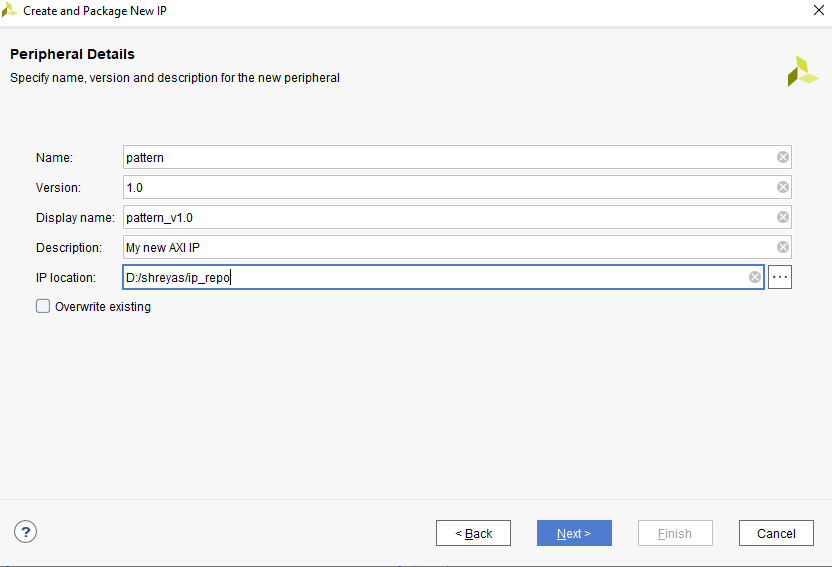 Create and Package New IP
Peripheral Details
Specify name, version and description for the new peripheral
Name: pattern
Version: 1.0
Display name: pattern_v1.0
Description: My new AXI IP
IP location: D:/shreyas/ip_repo ...
Overwrite existing
? < Back Next > Finish Cancel